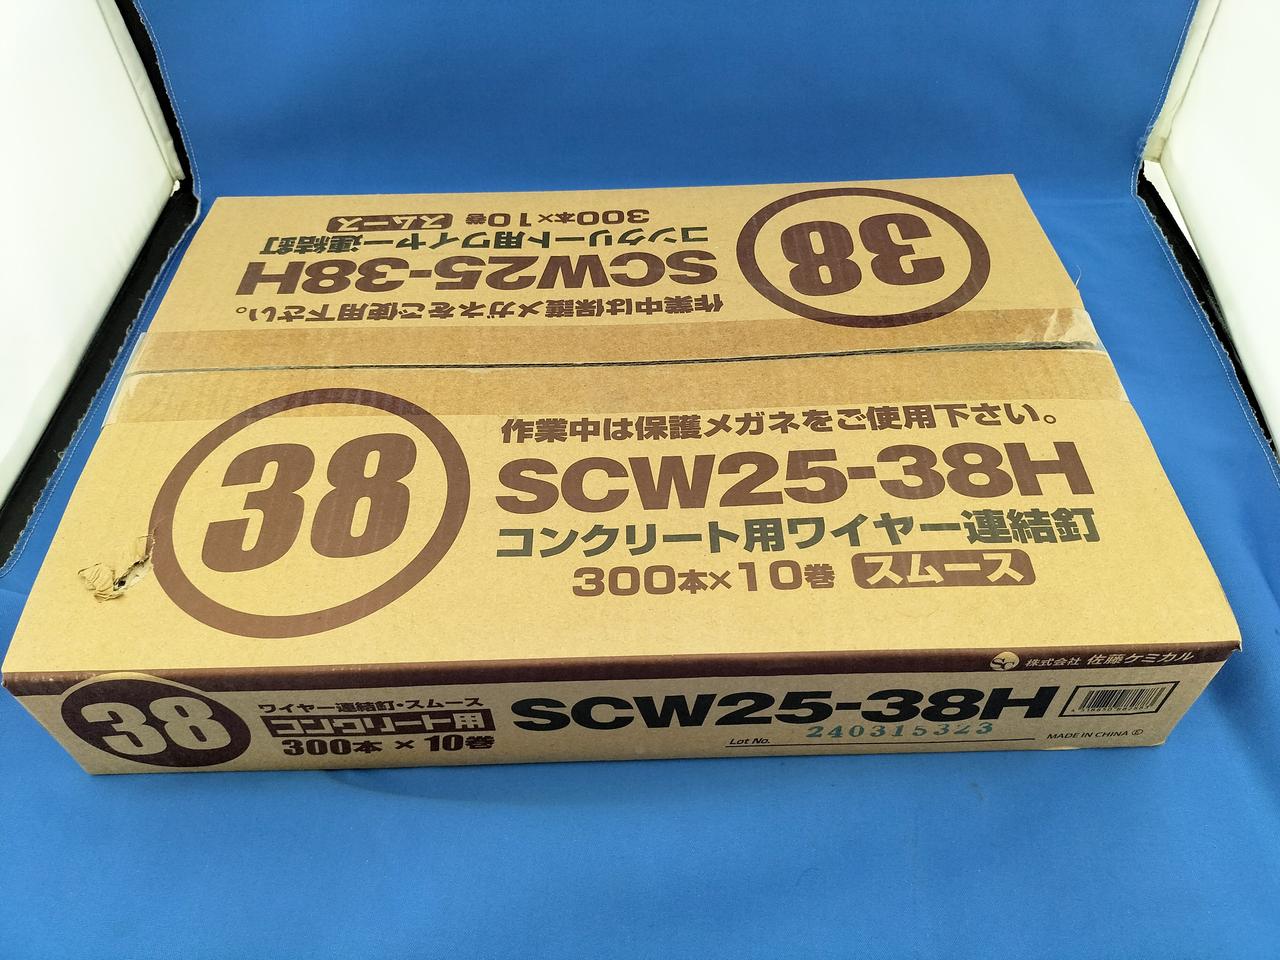 38
300本×10巻 スムース
コンクリート用ワイヤー連結釘
SCW25-38H
作業中は保護メガネをご使用下さい。
38
作業中は保護メガネをご使用下さい。
SCW25-38H
コンクリート用ワイヤー連結釘
300本×10巻 スムース
株式会社 佐藤ケミカル
38
ワイヤー連結釘・スムース
コンクリート用
300本 × 10巻
SCW25-38H
Lot No. 240315323
MADE IN CHINA